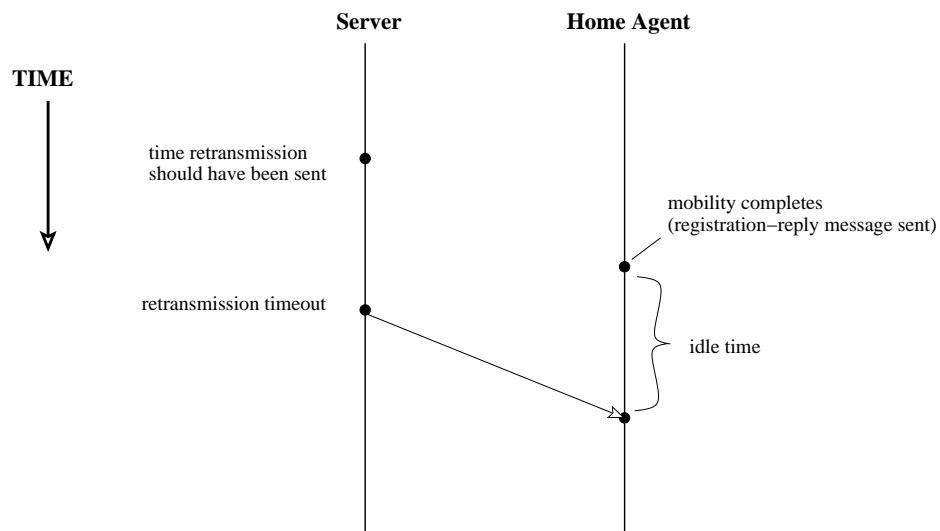 Server
Home Agent
TIME
time retransmission
should have been sent
mobility completes
(registration−reply message sent)
retransmission timeout
idle time